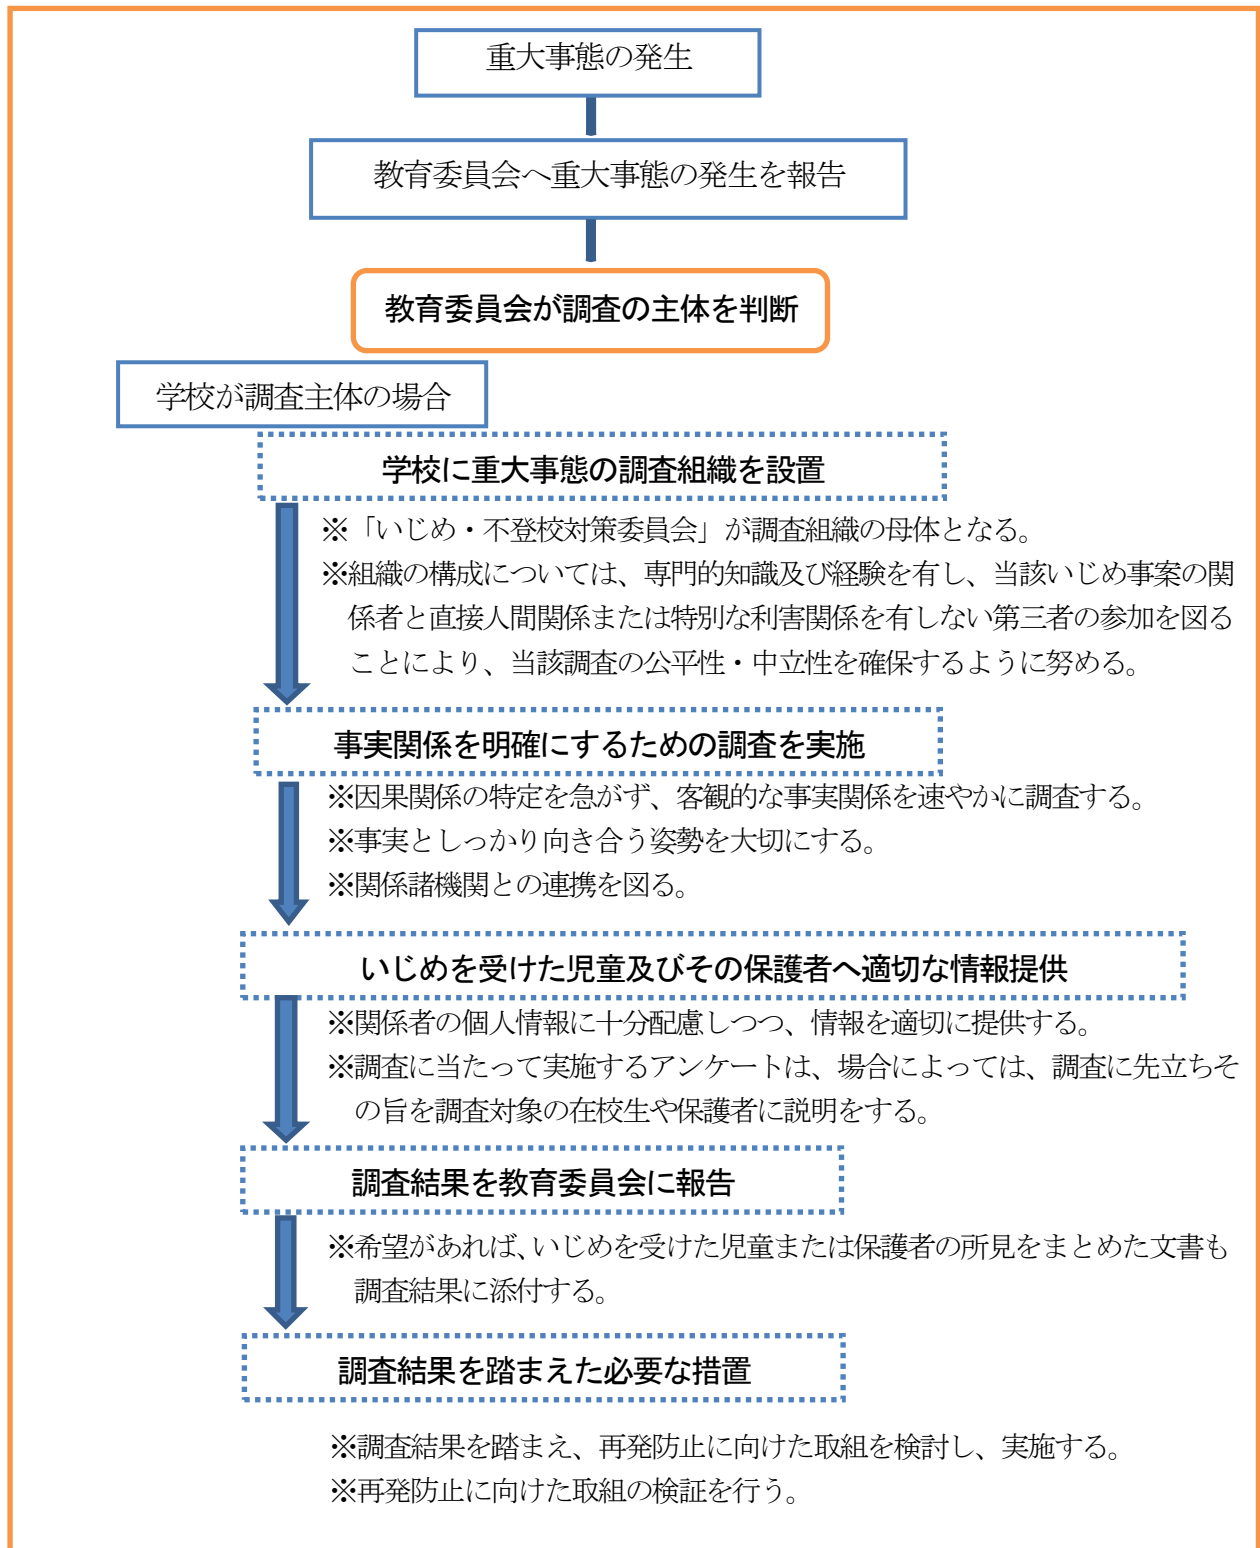 重大事態の発生
教育委員会へ重大事態の発生を報告
教育委員会が調査の主体を判断
学校が調査主体の場合
学校に重大事態の調査組織を設置
※「いじめ・不登校対策委員会」が調査組織の母体となる。
※組織の構成については、専門的知識及び経験を有し、当該いじめ事案の関
係者と直接人間関係または特別な利害関係を有しない第三者の参加を図る
ことにより、当該調査の公平性・中立性を確保するように努める。
事実関係を明確にするための調査を実施
※因果関係の特定を急がず、客観的な事実関係を速やかに調査する。
※事実としっかり向き合う姿勢を大切にする。
※関係諸機関との連携を図る。
いじめを受けた児童及びその保護者へ適切な情報提供
※関係者の個人情報に十分配慮しつつ、情報を適切に提供する。
※調査に当たって実施するアンケートは、場合によっては、調査に先立ちそ
の旨を調査対象の在校生や保護者に説明をする。
調査結果を教育委員会に報告
※希望があれば、いじめを受けた児童または保護者の所見をまとめた文書も
調査結果に添付する。
調査結果を踏まえた必要な措置
※調査結果を踏まえ、再発防止に向けた取組を検討し、実施する。
※再発防止に向けた取組の検証を行う。